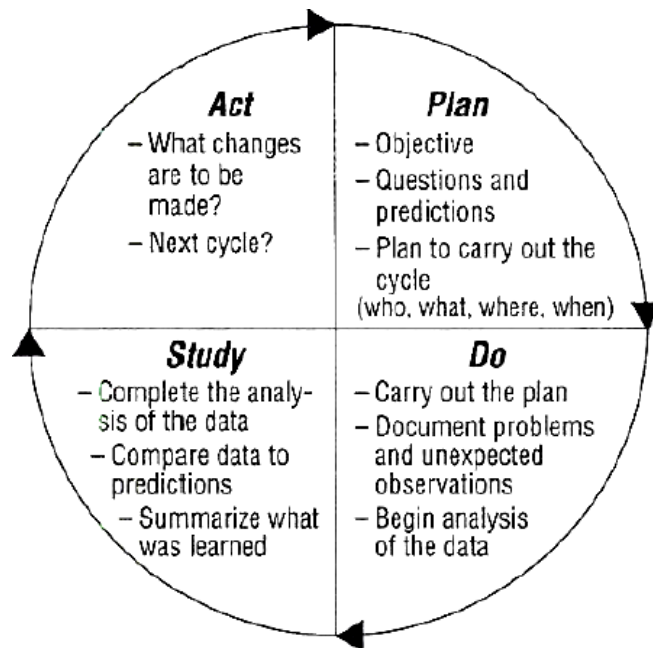 Act
– What changes
are to be
made?
– Next cycle?
Plan
– Objective
– Questions and
predictions
– Plan to carry out the
cycle
(who, what, where, when)
Study
– Complete the analy-
sis of the data
– Compare data to
predictions
– Summarize what
was learned
Do
– Carry out the plan
– Document problems
and unexpected
observations
– Begin analysis
of the data